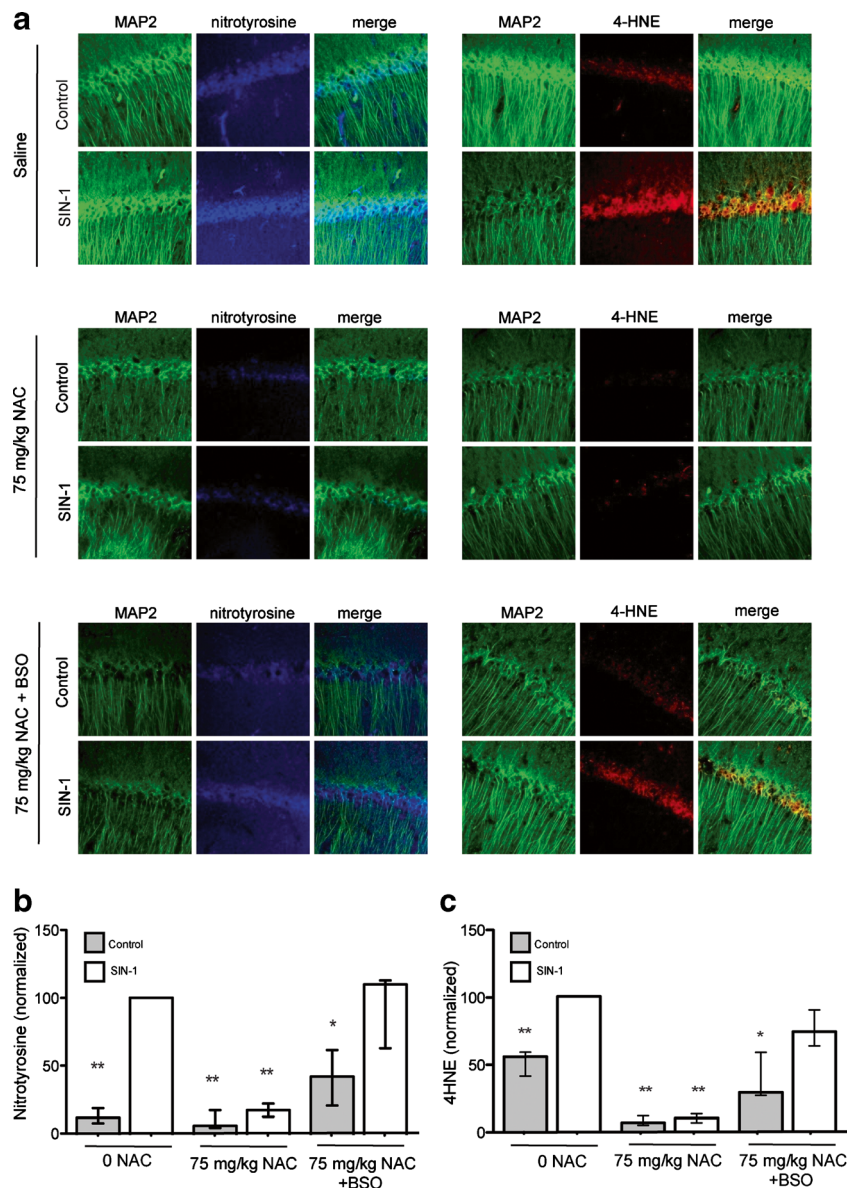 a
MAP2 nitrotyrosine merge MAP2 4-HNE merge
Saline
Control
SIN-1
MAP2 nitrotyrosine merge MAP2 4-HNE merge
75 mg/kg NAC
Control
SIN-1
MAP2 nitrotyrosine merge MAP2 4-HNE merge
75 mg/kg NAC + BSO
Control
SIN-1
b
Nitrotyrosine (normalized)
150
100
50
0
Control
SIN-1
**
**
**
*
0 NAC 75 mg/kg NAC 75 mg/kg NAC
+BSO
c
4HNE (normalized)
150
100
50
0
Control
SIN-1
**
**
**
*
0 NAC 75 mg/kg NAC 75 mg/kg NAC
+BSO